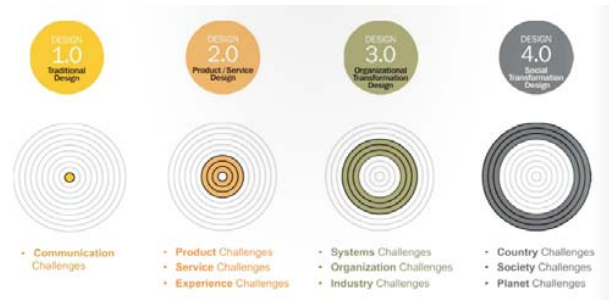 DESIGN
1.0
Traditional
Design
DESIGN
2.0
Product / Service
Design
DESIGN
3.0
Organizational
Transformation
Design
DESIGN
4.0
Social
Transformation
Design
• Communication
Challenges
• Product Challenges
• Service Challenges
• Experience Challenges
• Systems Challenges
• Organization Challenges
• Industry Challenges
• Country Challenges
• Society Challenges
• Planet Challenges